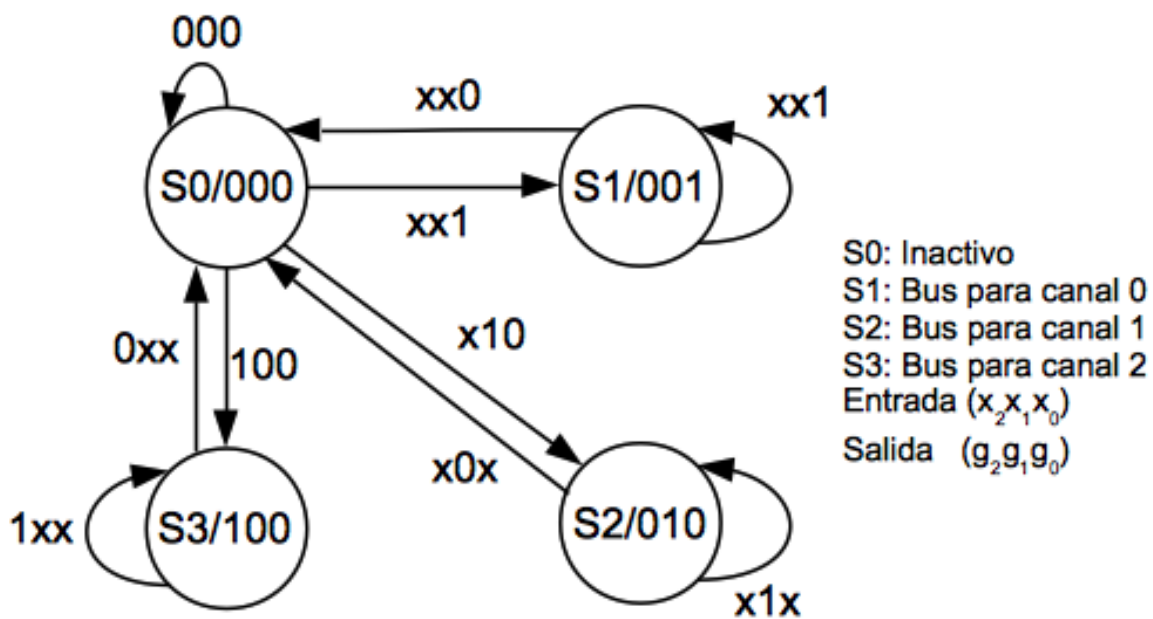 000
xx0
xx1
S0/000
S1/001
xx1
S0: Inactivo
S1: Bus para canal 0
S2: Bus para canal 1
S3: Bus para canal 2
Entrada (x₂x₁x₀)
Salida (g₂g₁g₀)
0xx
100
x10
x0x
1xx
S3/100
S2/010
x1x